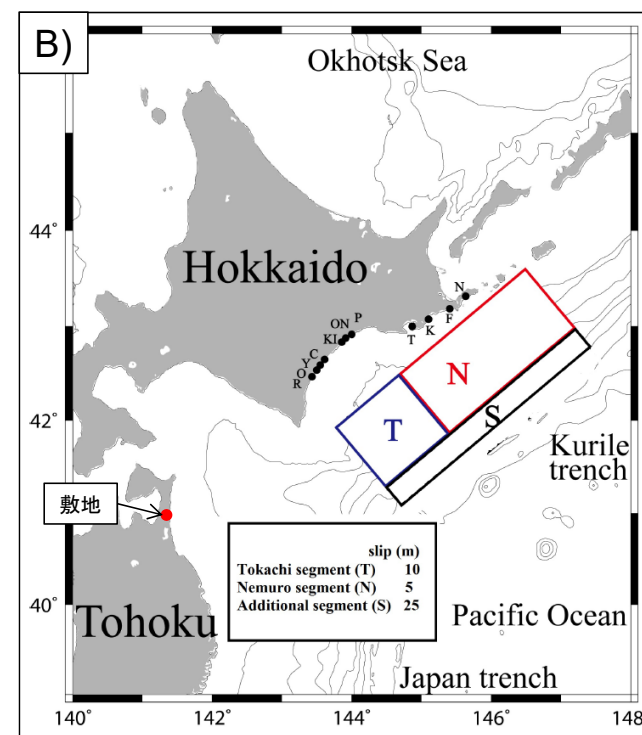 B)
Okhotsk Sea
44°
Hokkaido
N
F
K
T
P
ON
KI
C
Y
O
R
N
T
S
42°
Kurile
trench
敷地
slip (m)
Tokachi segment (T) 10
Nemuro segment (N) 5
Additional segment (S) 25
40°
Tohoku
Pacific Ocean
Japan trench
140° 142° 144° 146° 148°